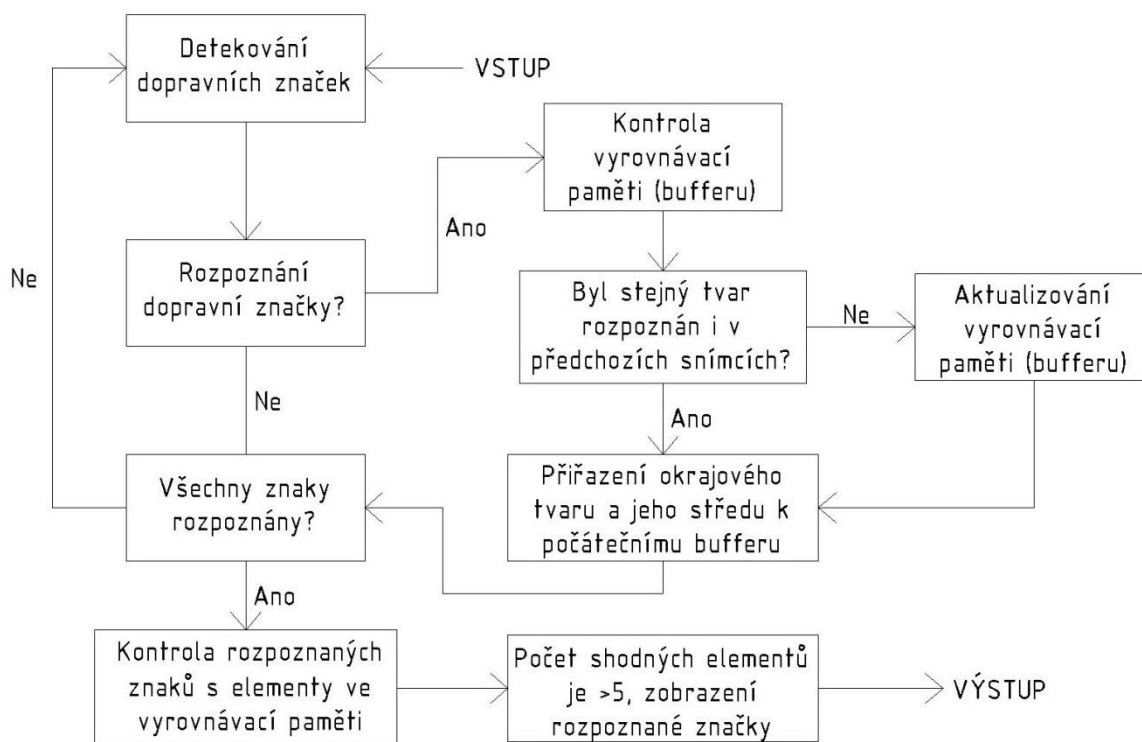 Detekování
dopravních značek
VSTUP
Kontrola
vyrovnávací
paměti (bufferu)
Ano
Ne
Rozpoznání
dopravní značky?
Byl stejný tvar
rozpoznán i v
předchozích snímcích?
Ne
Aktualizování
vyrovnávací
paměti (bufferu)
Ne
Ano
Všechny znaky
rozpoznány?
Přiřazení okrajového
tvaru a jeho středu k
počátečnímu bufferu
Ano
Kontrola rozpoznaných
znaků s elementy ve
vyrovnávací paměti
Počet shodných elementů
je >5, zobrazení
rozpoznané značky
VÝSTUP